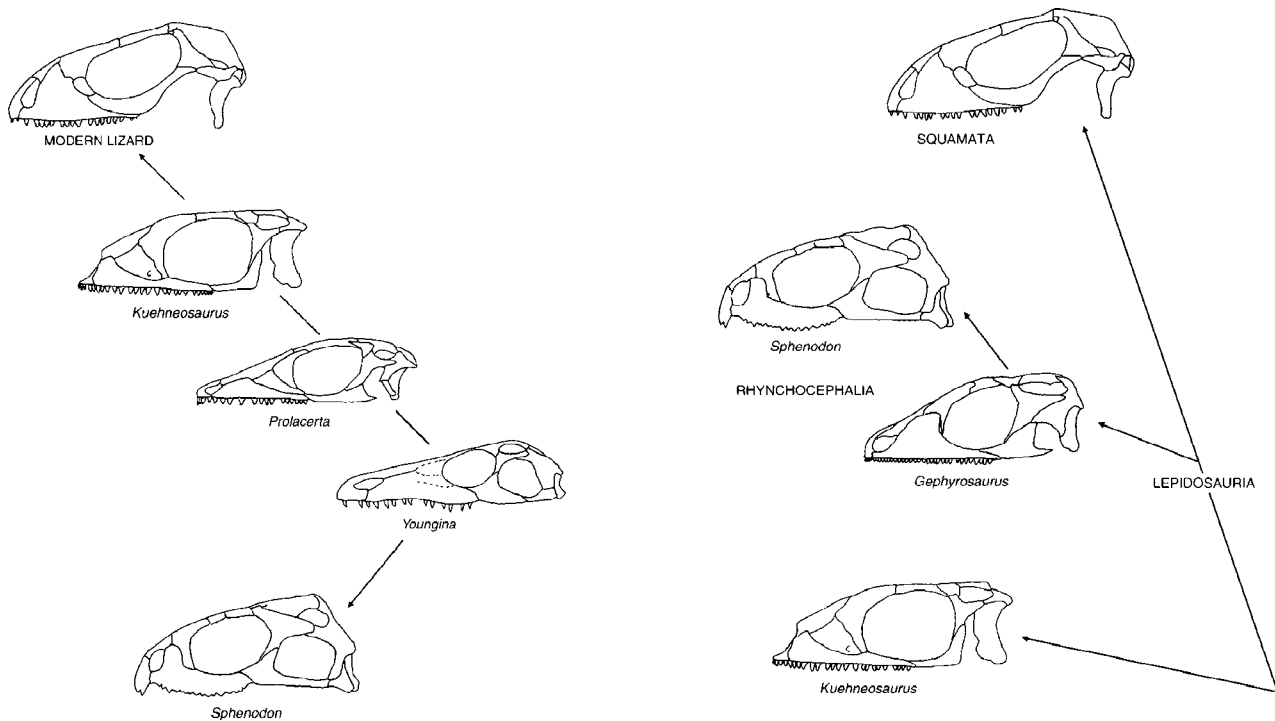 MODERN LIZARD
Kuehneosaurus
Prolacerta
Youngina
Sphenodon
SQUAMATA
Sphenodon
RHYNCHOCEPHALIA
Gephyrosaurus
LEPIDOSAURIA
Kuehneosaurus